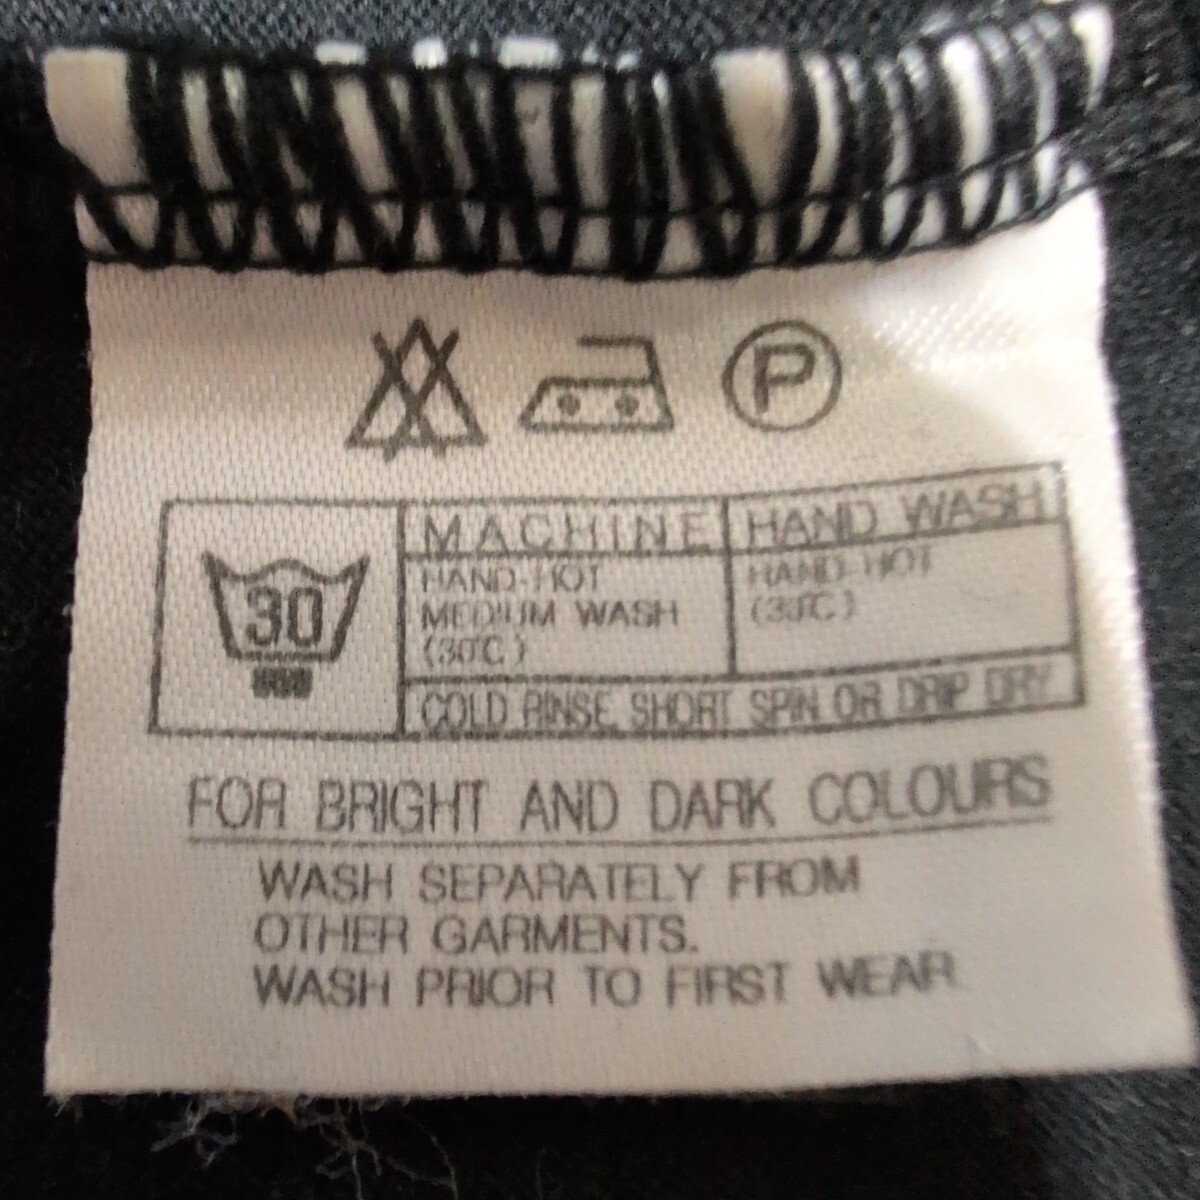 P
MACHINE HAND WASH
30 HAND-HOT HAND-HOT
MEDIUM WASH (30°C)
(30°C)
COLD RINSE, SHORT SPIN OR DRIP DRY
FOR BRIGHT AND DARK COLOURS
WASH SEPARATELY FROM
OTHER GARMENTS.
WASH PRIOR TO FIRST WEAR